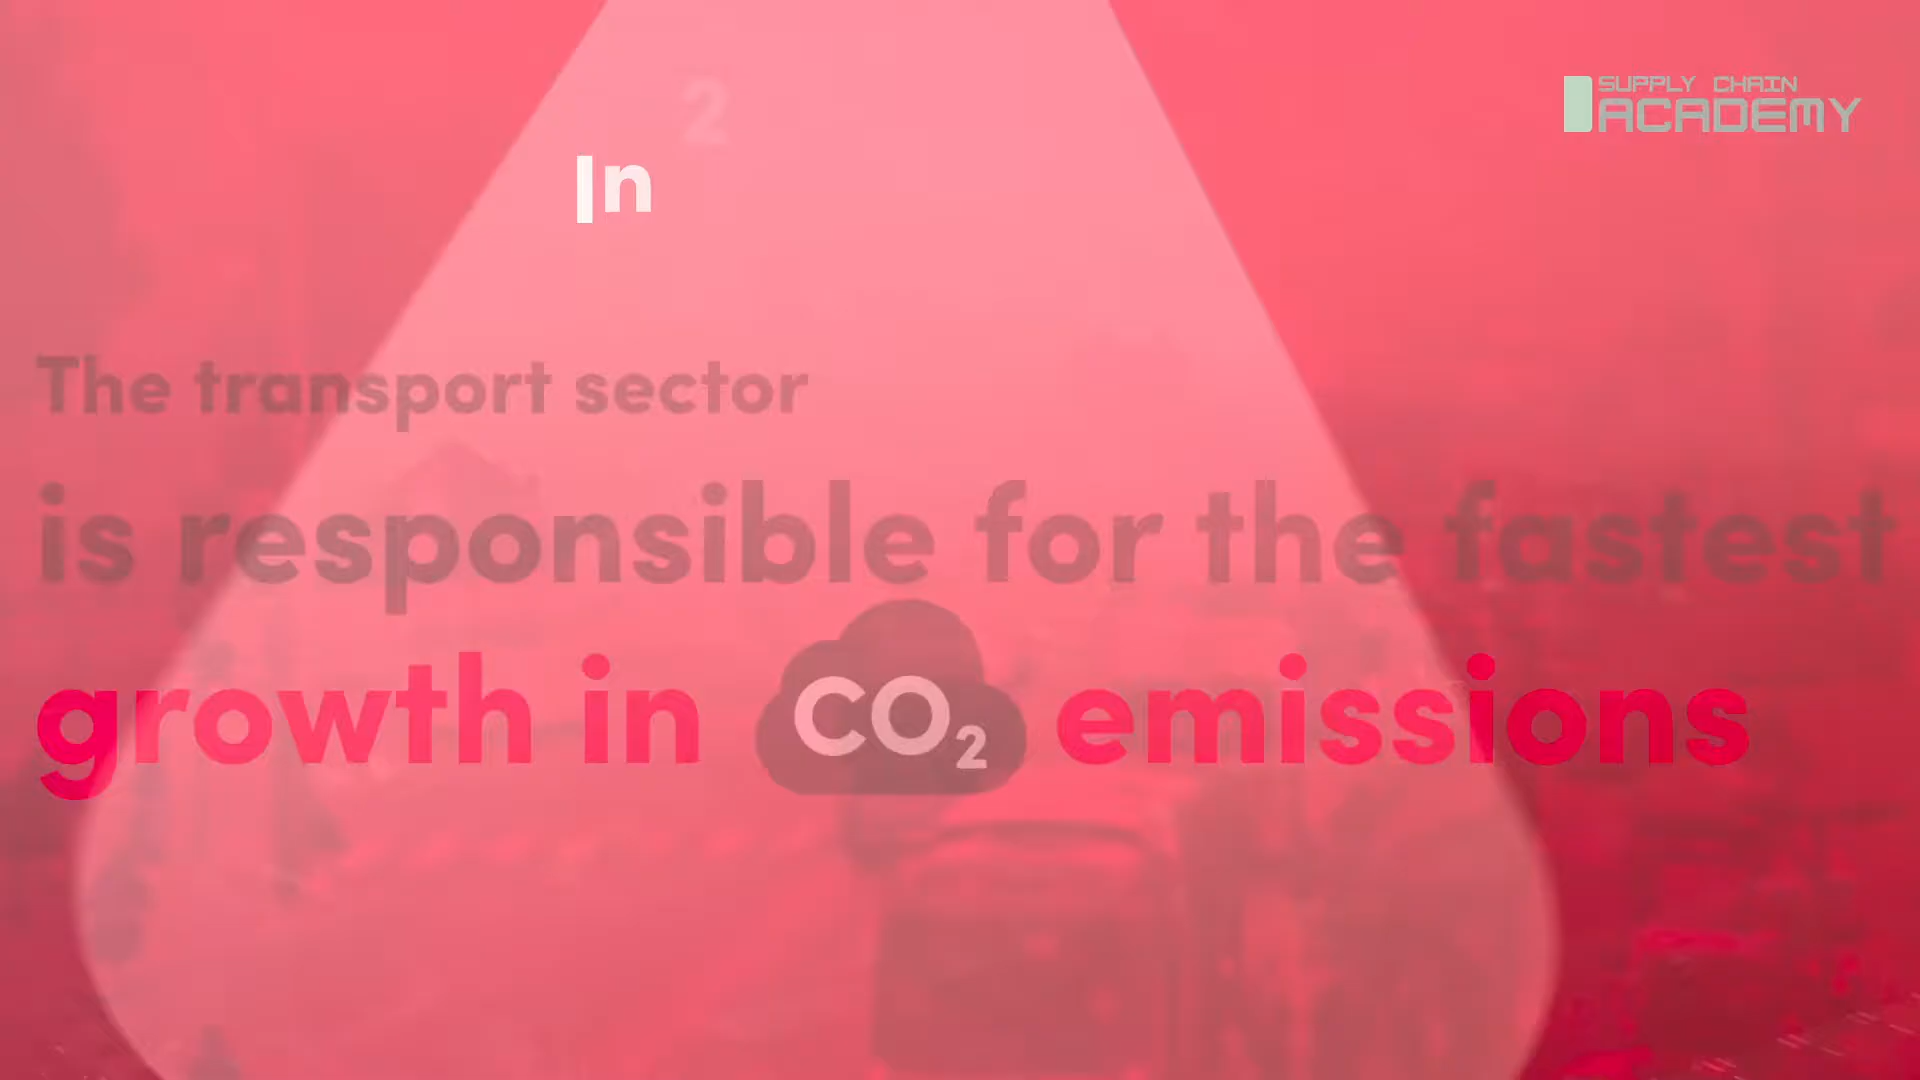 SUPPLY CHAIN
ACADEMY
2
In
The transport sector
is responsible for the fastest
growth in CO₂ emissions